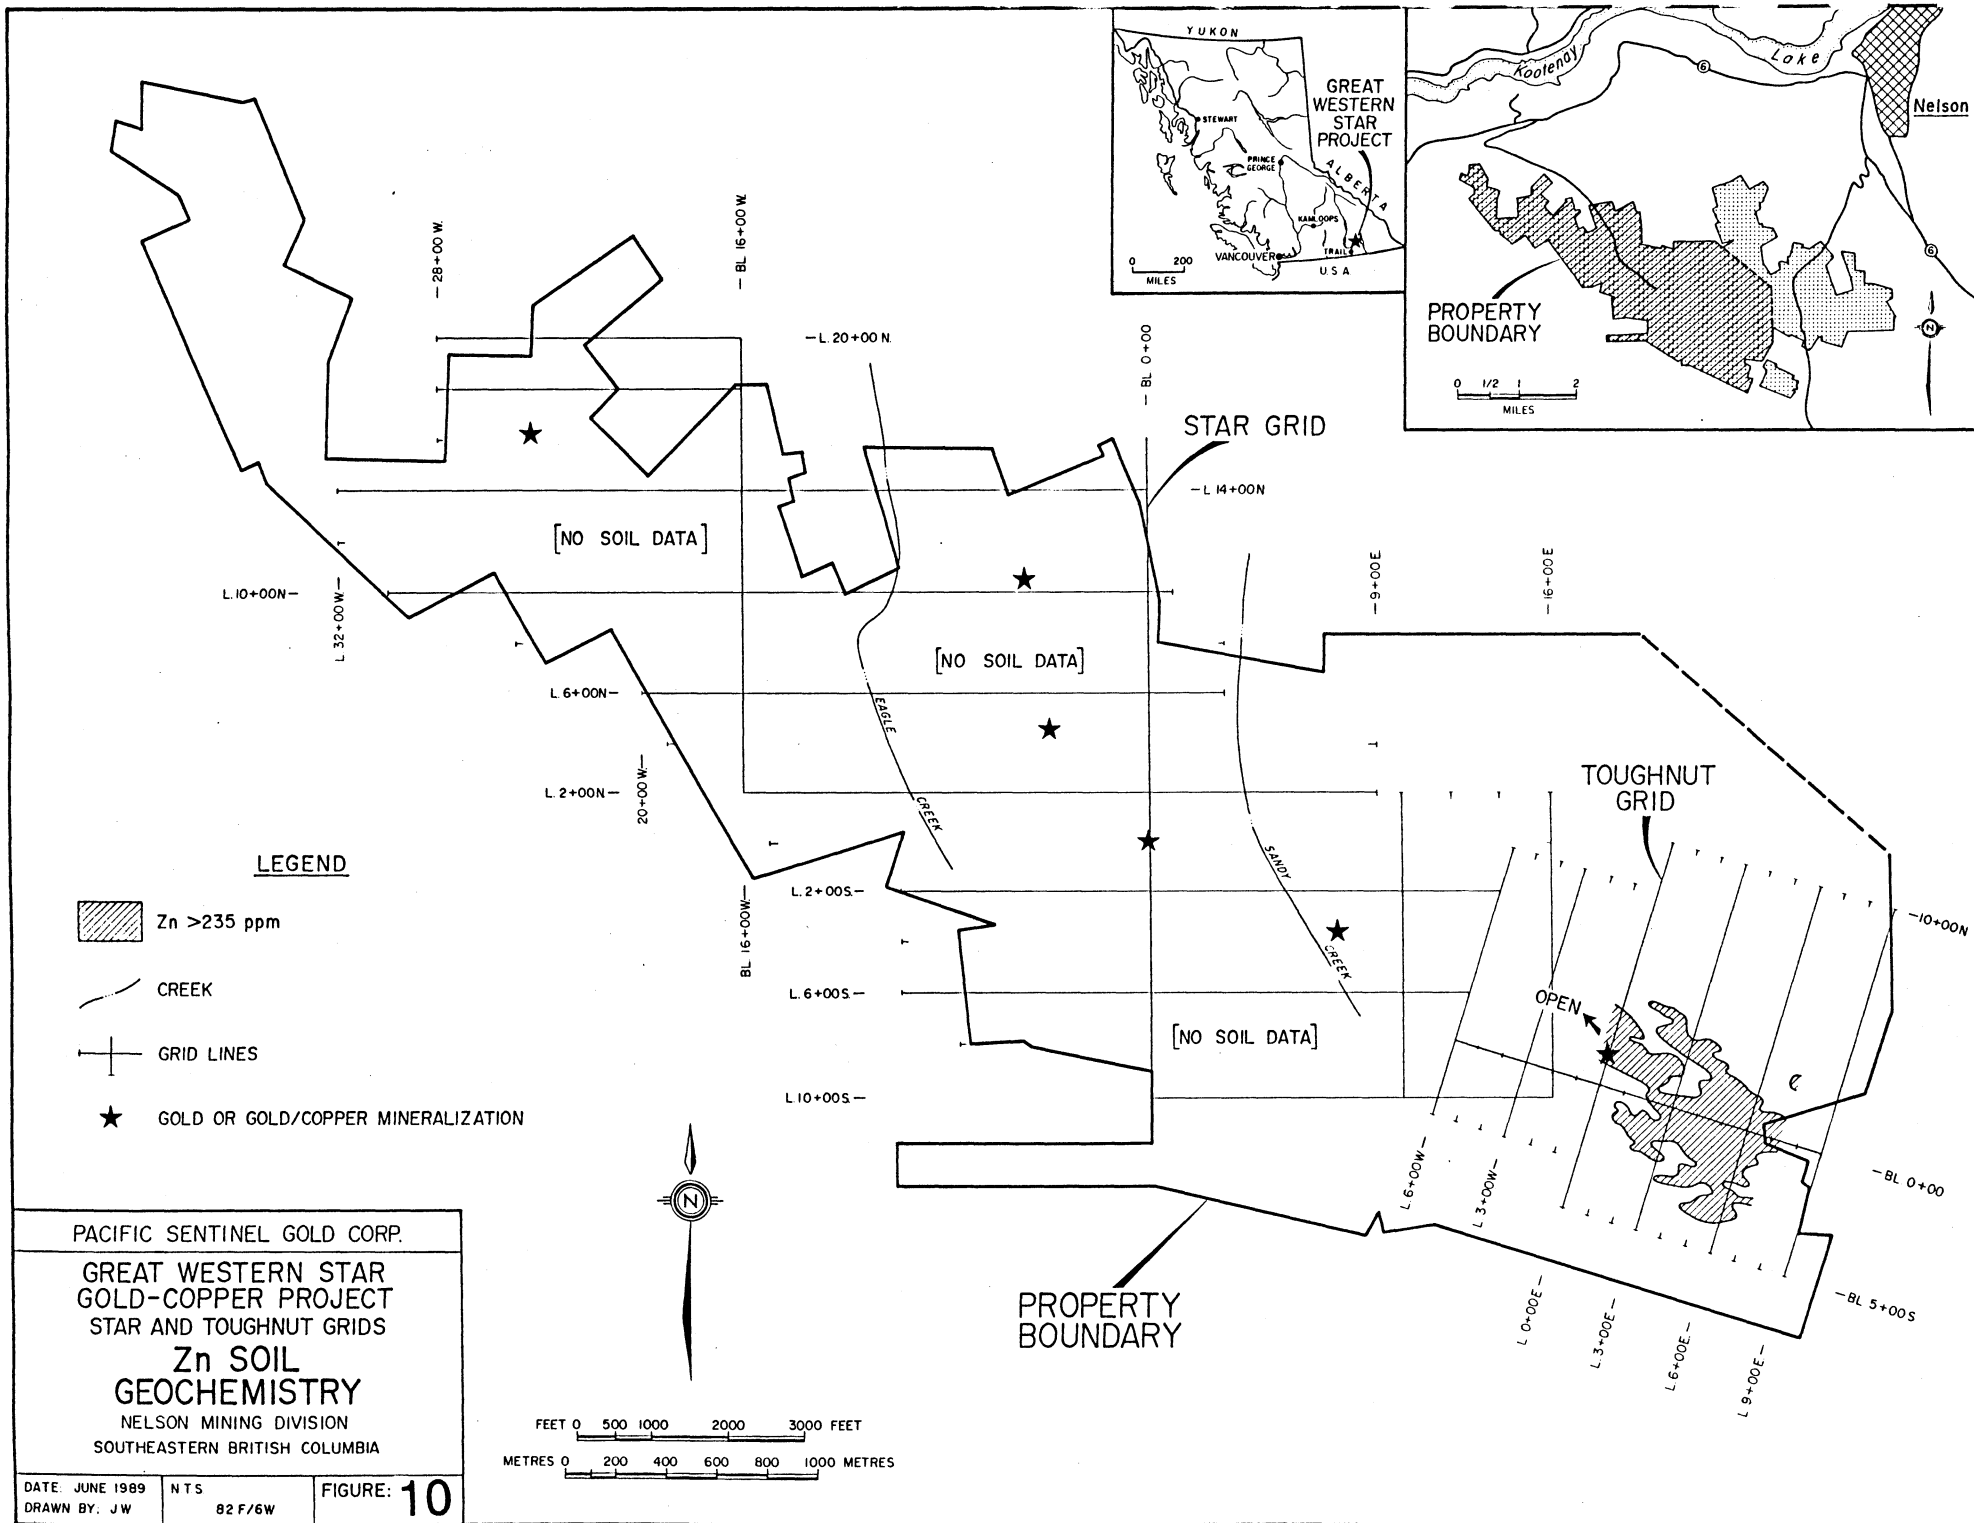 YUKON
STEWART
PRINCE
GEORGE
ALBERTA
KAMLOOPS
VANCOUVER
TRAIL
U S A
0 200
MILES
GREAT
WESTERN
STAR
PROJECT
Kootenay
Lake
6
Nelson
6
PROPERTY
BOUNDARY
0 1/2 1 2
MILES
N
28+00 W.
BL 16+00 W.
L. 20+00 N.
BL 0+00
STAR GRID
L 14+00N
[NO SOIL DATA]
L. 10+00N
L 32+00W.
9+00E.
16+00E
[NO SOIL DATA]
L. 6+00N
EAGLE
CREEK
20+00W.
L. 2+00N
TOUGHNUT
GRID
SANDY
CREEK
L. 2+00S.
BL 16+00W.
10+00N
L. 6+00S.
OPEN
[NO SOIL DATA]
L. 10+00S.
LEGEND
Zn >235 ppm
CREEK
GRID LINES
GOLD OR GOLD/COPPER MINERALIZATION
L. 6+00W
L 3+00W
BL 0+00
BL 5+00S
L 0+00E
L. 3+00E
L. 6+00E.
L 9+00E
N
PROPERTY
BOUNDARY
PACIFIC SENTINEL GOLD CORP.
GREAT WESTERN STAR
GOLD-COPPER PROJECT
STAR AND TOUGHNUT GRIDS
Zn SOIL
GEOCHEMISTRY
NELSON MINING DIVISION
SOUTHEASTERN BRITISH COLUMBIA
DATE: JUNE 1989
DRAWN BY: J W
N T S
82 F/6W
FIGURE: 10
FEET 0 500 1000 2000 3000 FEET
METRES 0 200 400 600 800 1000 METRES